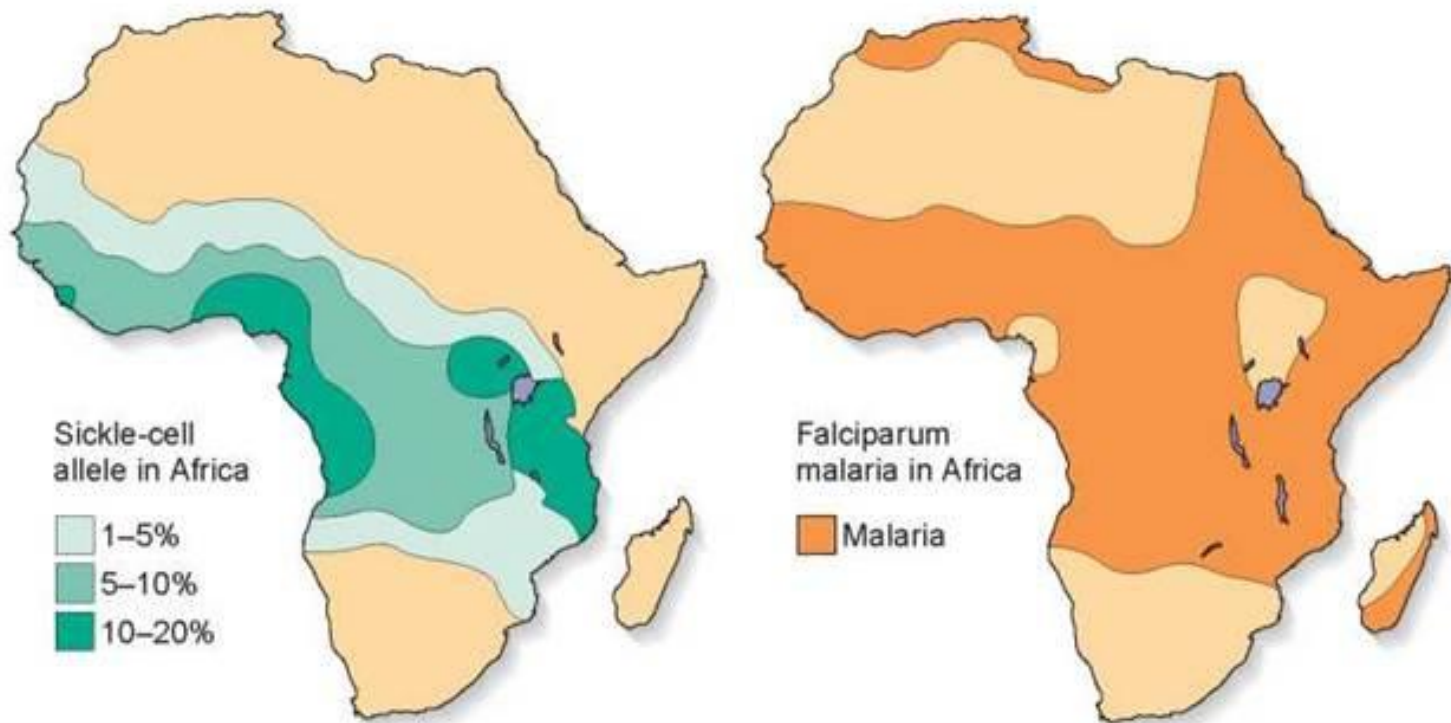 Sickle-cell
allele in Africa
1–5%
5–10%
10–20%
Falciparum
malaria in Africa
Malaria